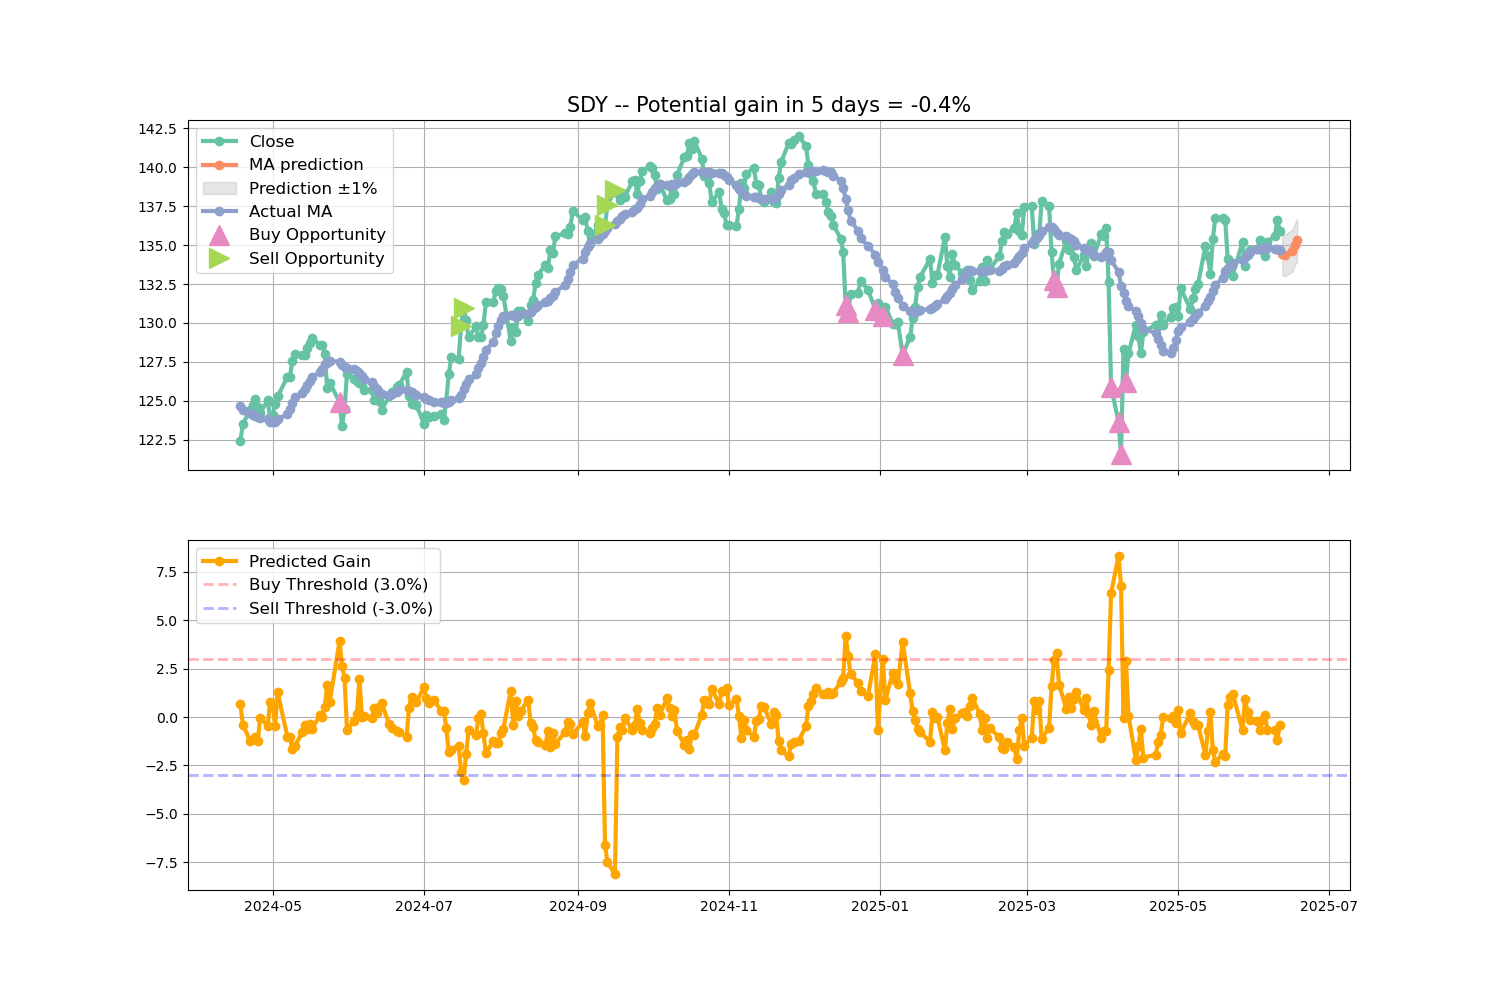 SDY -- Potential gain in 5 days = -0.4%
142.5
140.0
137.5
135.0
132.5
130.0
127.5
125.0
122.5
Close
MA prediction
Prediction ±1%
Actual MA
Buy Opportunity
Sell Opportunity
7.5
5.0
2.5
0.0
−2.5
−5.0
−7.5
Predicted Gain
Buy Threshold (3.0%)
Sell Threshold (-3.0%)
2024-05 2024-07 2024-09 2024-11 2025-01 2025-03 2025-05 2025-07